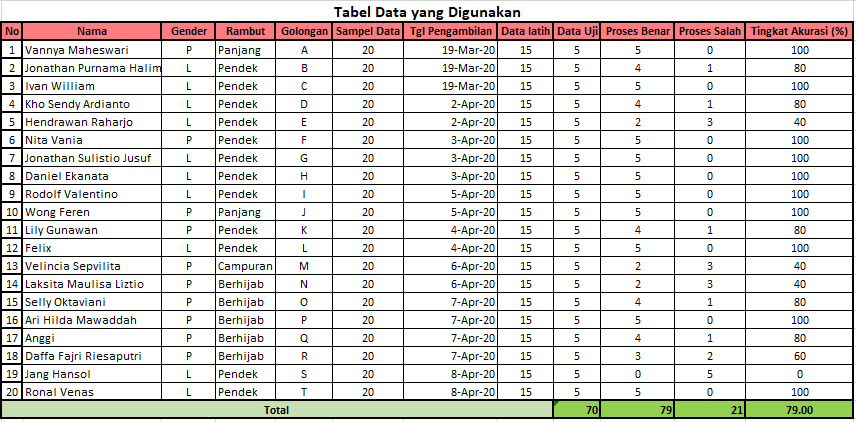 Tabel Data yang Digunakan
No Nama Gender Rambut Golongan Sampel Data Tgl Pengambilan Data latih Data Uji Proses Benar Proses Salah Tingkat Akurasi (%)
1 Vannya Maheswari P Panjang A 20 19-Mar-20 15 5 5 0 100
2 Jonathan Purnama Halim L Pendek B 20 19-Mar-20 15 5 4 1 80
3 Ivan William L Pendek C 20 19-Mar-20 15 5 5 0 100
4 Kho Sendy Ardianto L Pendek D 20 2-Apr-20 15 5 4 1 80
5 Hendrawan Raharjo L Pendek E 20 2-Apr-20 15 5 2 3 40
6 Nita Vania P Pendek F 20 3-Apr-20 15 5 5 0 100
7 Jonathan Sulistio Jusuf L Pendek G 20 3-Apr-20 15 5 5 0 100
8 Daniel Ekanata L Pendek H 20 3-Apr-20 15 5 5 0 100
9 Rodolf Valentino L Pendek I 20 5-Apr-20 15 5 5 0 100
10 Wong Feren P Panjang J 20 5-Apr-20 15 5 5 0 100
11 Lily Gunawan P Pendek K 20 4-Apr-20 15 5 4 1 80
12 Felix L Pendek L 20 4-Apr-20 15 5 5 0 100
13 Velincia Sepvilita P Campuran M 20 6-Apr-20 15 5 2 3 40
14 Laksita Maulisa Liztio P Berhijab N 20 6-Apr-20 15 5 2 3 40
15 Selly Oktaviani P Berhijab O 20 7-Apr-20 15 5 4 1 80
16 Ari Hilda Mawaddah P Berhijab P 20 7-Apr-20 15 5 5 0 100
17 Anggi P Berhijab Q 20 7-Apr-20 15 5 4 1 80
18 Daffa Fajri Riesaputri P Berhijab R 20 7-Apr-20 15 5 3 2 60
19 Jang Hansol L Pendek S 20 8-Apr-20 15 5 0 5 0
20 Ronal Venas L Pendek T 20 8-Apr-20 15 5 5 0 100
Total 70 79 21 79.00